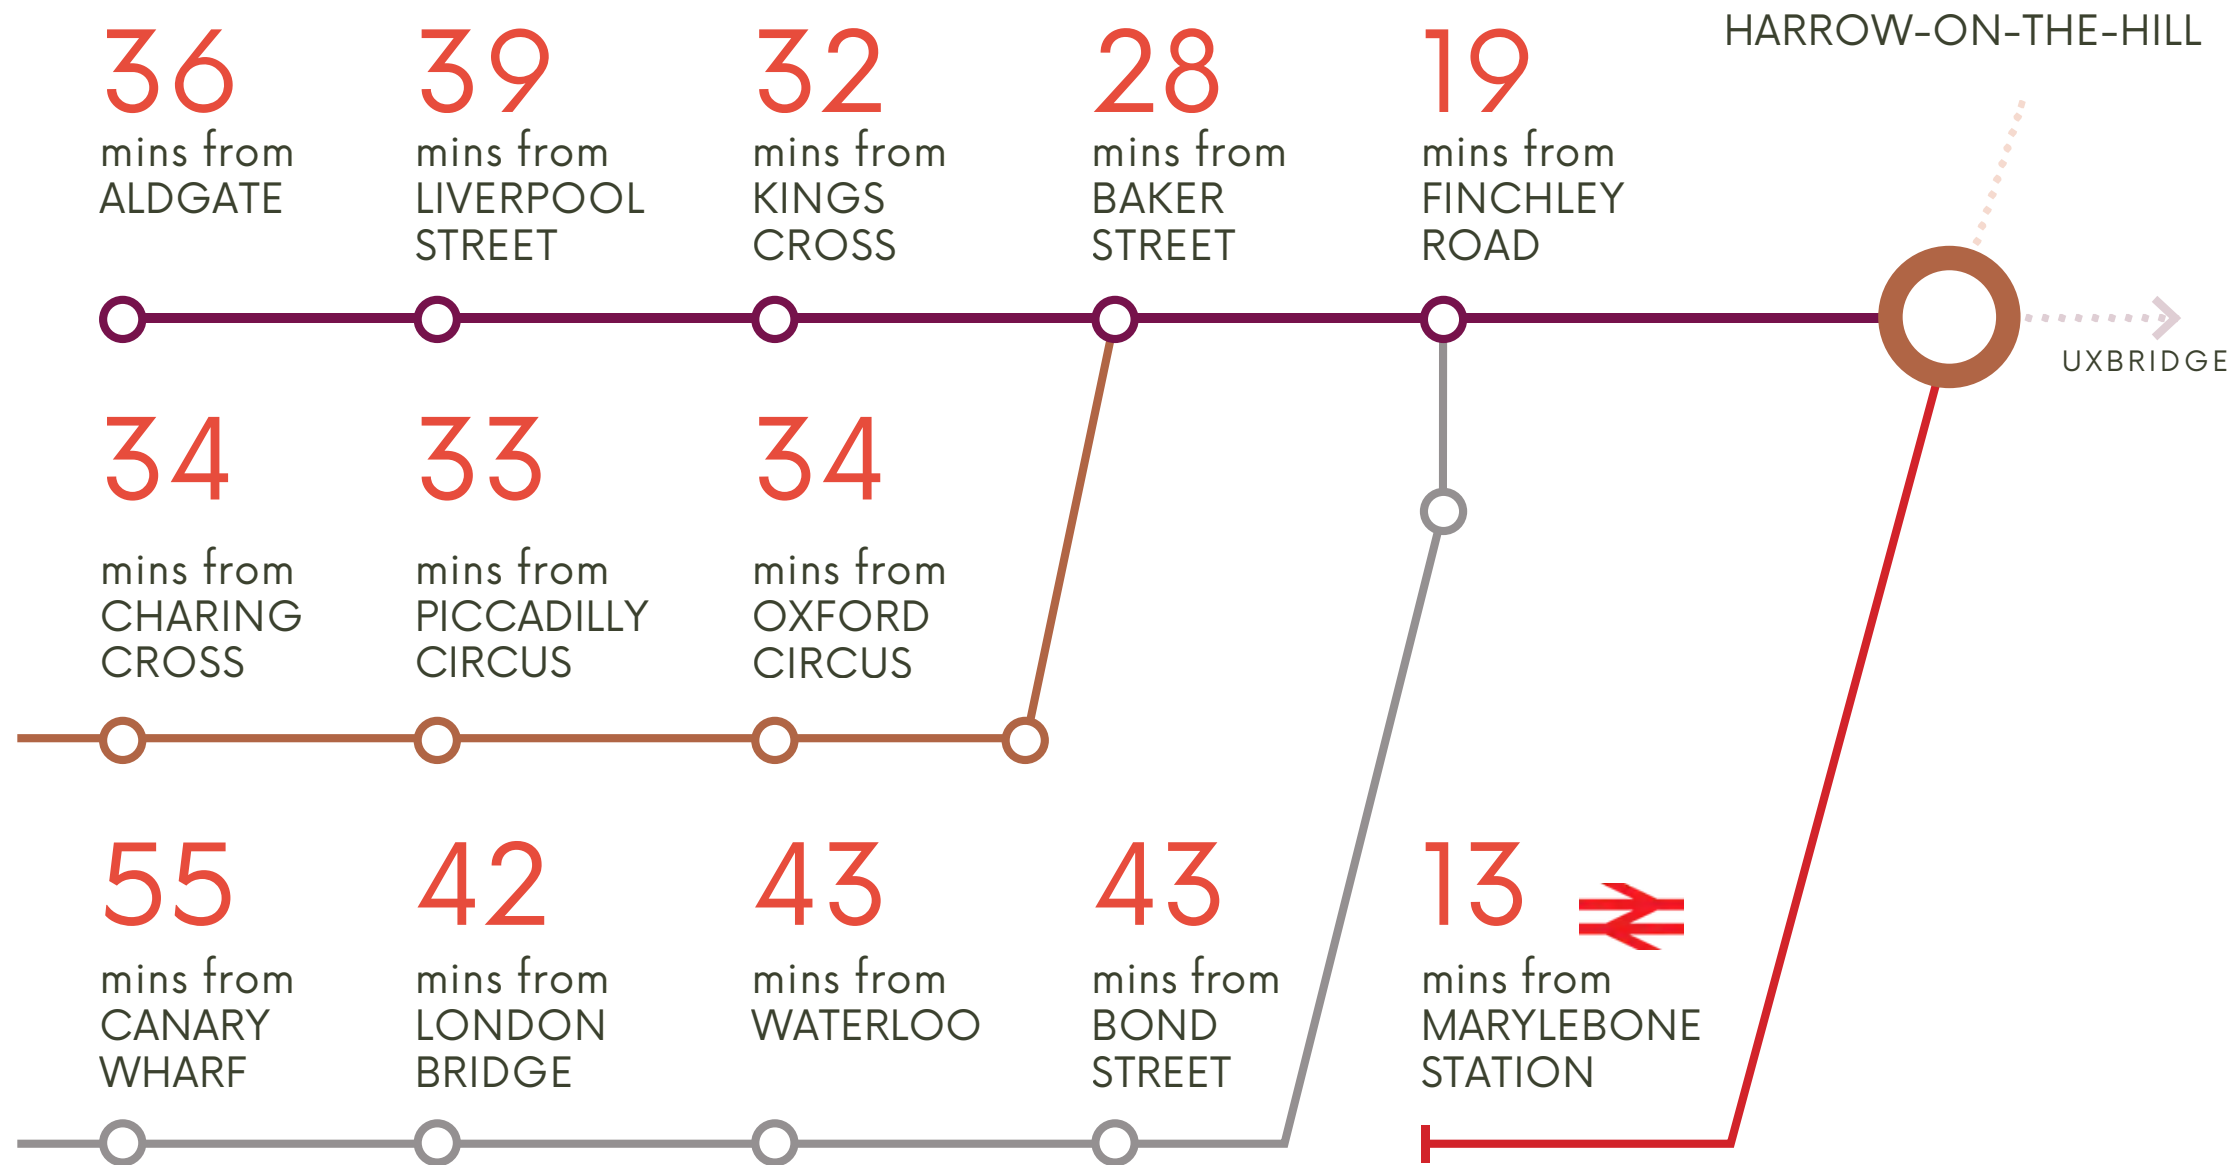 HARROW-ON-THE-HILL
36
mins from
ALDGATE
39
mins from
LIVERPOOL
STREET
32
mins from
KINGS
CROSS
28
mins from
BAKER
STREET
19
mins from
FINCHLEY
ROAD
UXBRIDGE
34
mins from
CHARING
CROSS
33
mins from
PICCADILLY
CIRCUS
34
mins from
OXFORD
CIRCUS
55
mins from
CANARY
WHARF
42
mins from
LONDON
BRIDGE
43
mins from
WATERLOO
43
mins from
BOND
STREET
13
mins from
MARYLEBONE
STATION